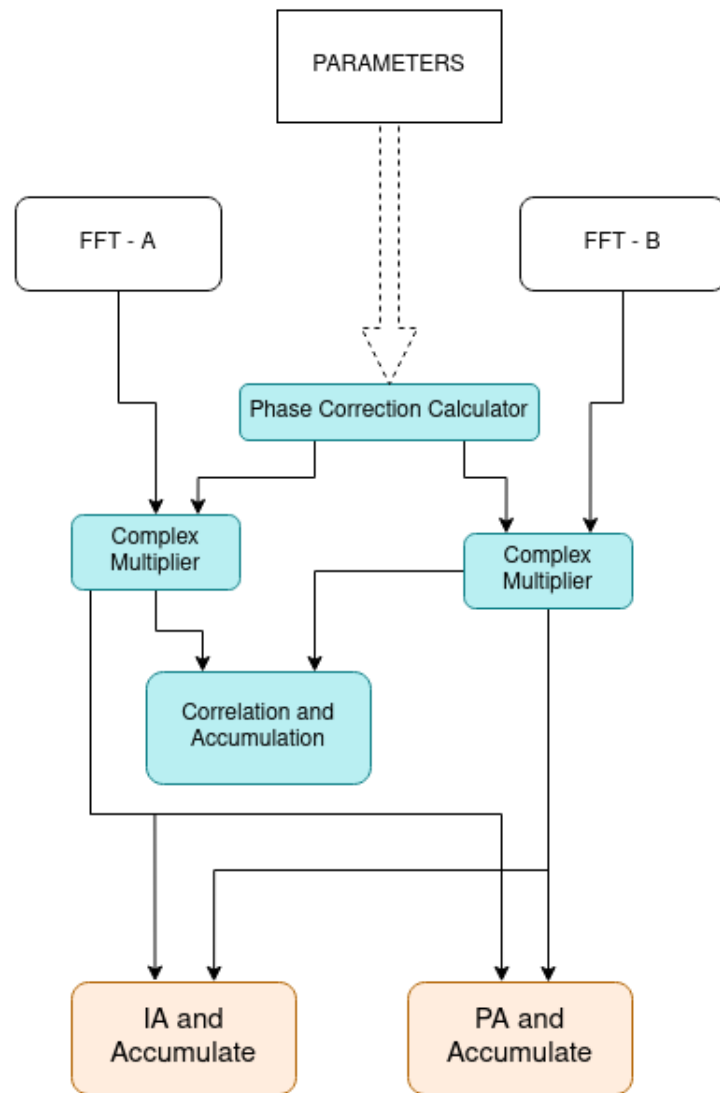 PARAMETERS
FFT - A
FFT - B
Phase Correction Calculator
Complex
Multiplier
Complex
Multiplier
Correlation and
Accumulation
IA and
Accumulate
PA and
Accumulate